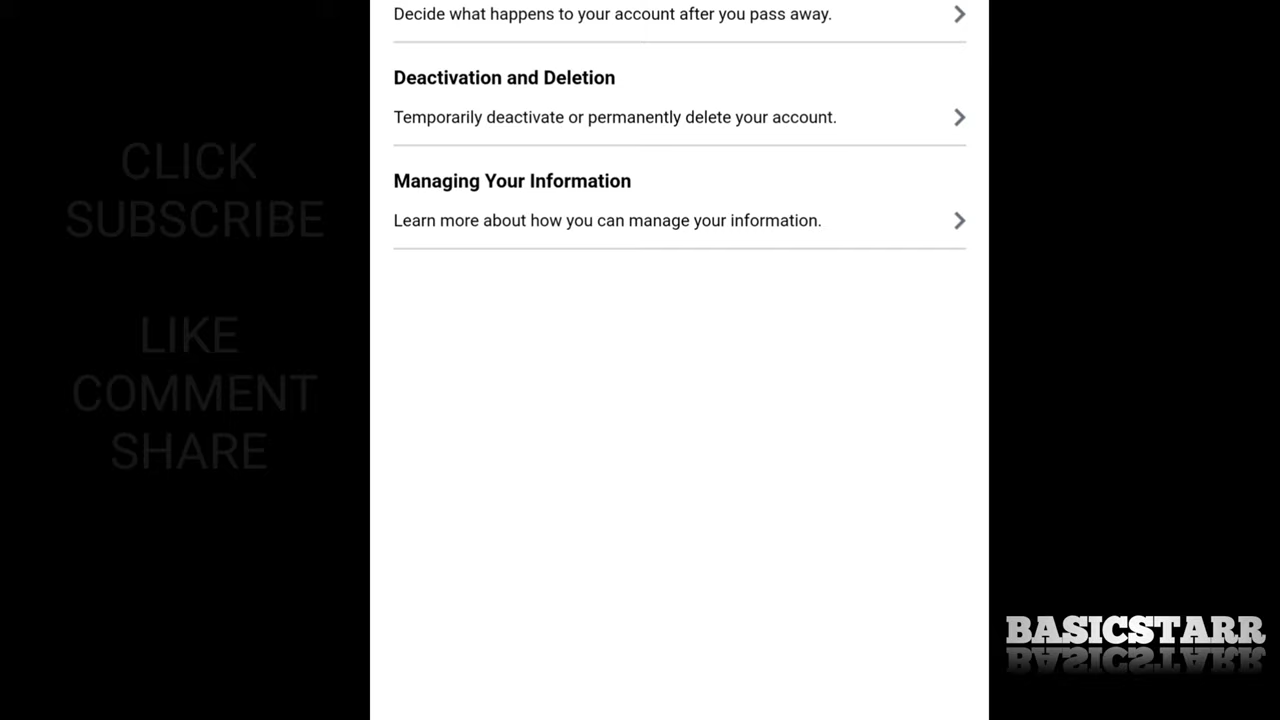 Decide what happens to your account after you pass away.
Deactivation and Deletion
Temporarily deactivate or permanently delete your account.
Managing Your Information
Learn more about how you can manage your information.
CLICK
SUBSCRIBE
LIKE
COMMENT
SHARE
BASICSTARR